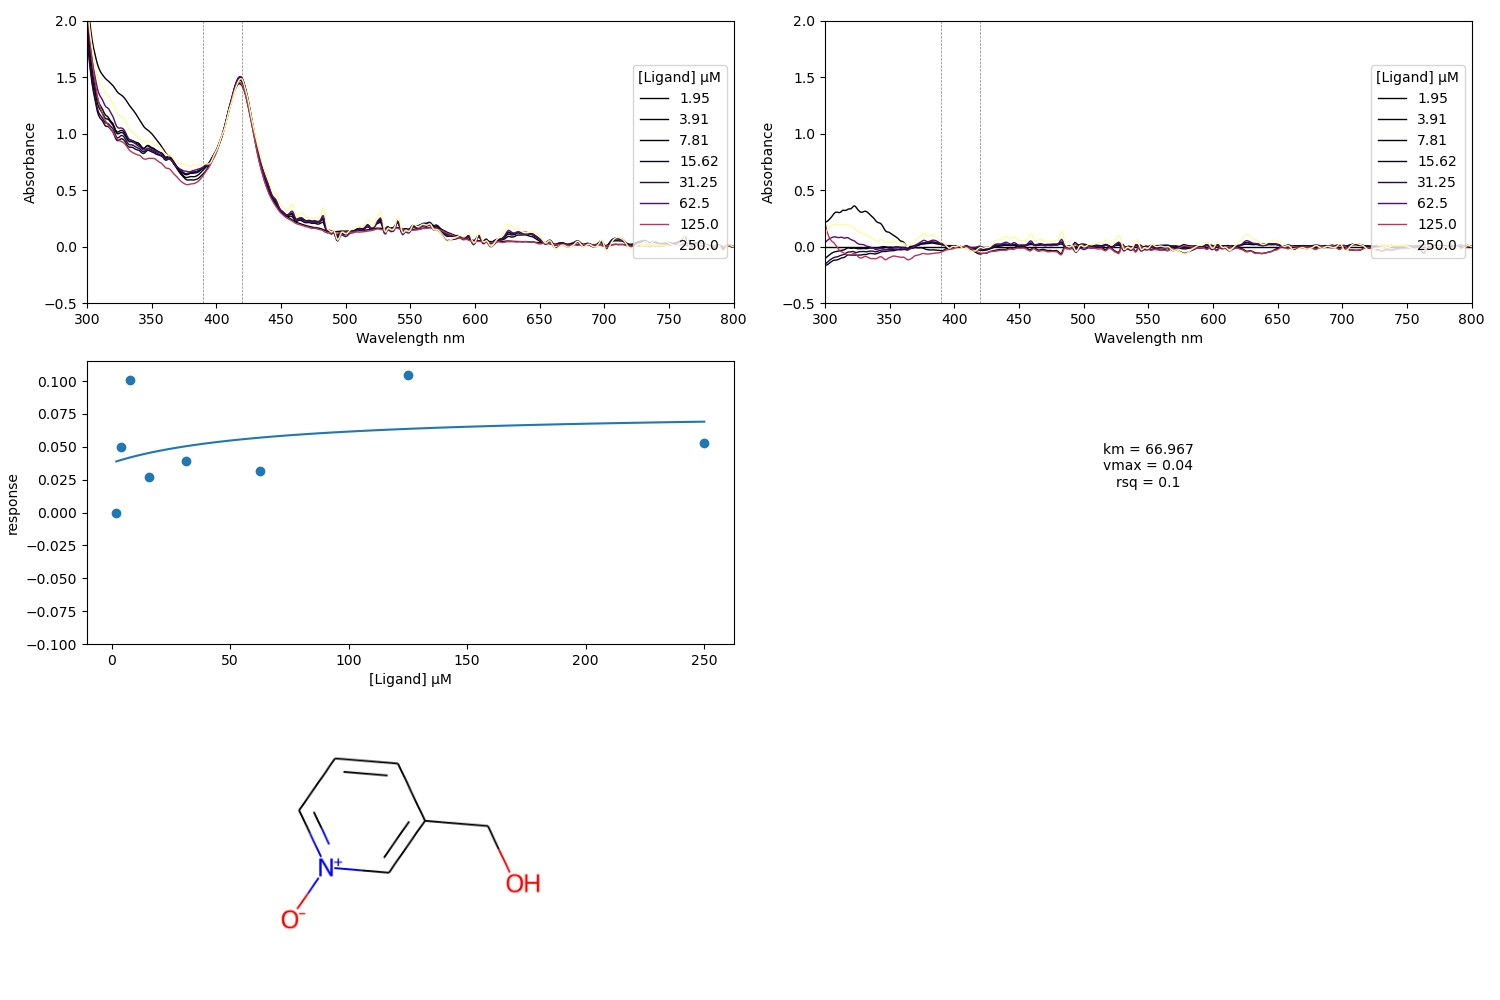 2.0
1.5
1.0
0.5
0.0
−0.5
Absorbance
300 350 400 450 500 550 600 650 700 750 800
Wavelength nm
[Ligand] µM
1.95
3.91
7.81
15.62
31.25
62.5
125.0
250.0
2.0
1.5
1.0
0.5
0.0
−0.5
Absorbance
300 350 400 450 500 550 600 650 700 750 800
Wavelength nm
[Ligand] µM
1.95
3.91
7.81
15.62
31.25
62.5
125.0
250.0
0.100
0.075
0.050
0.025
0.000
−0.025
−0.050
−0.075
−0.100
response
0 50 100 150 200 250
[Ligand] µM
km = 66.967
vmax = 0.04
rsq = 0.1
N+
O−
OH